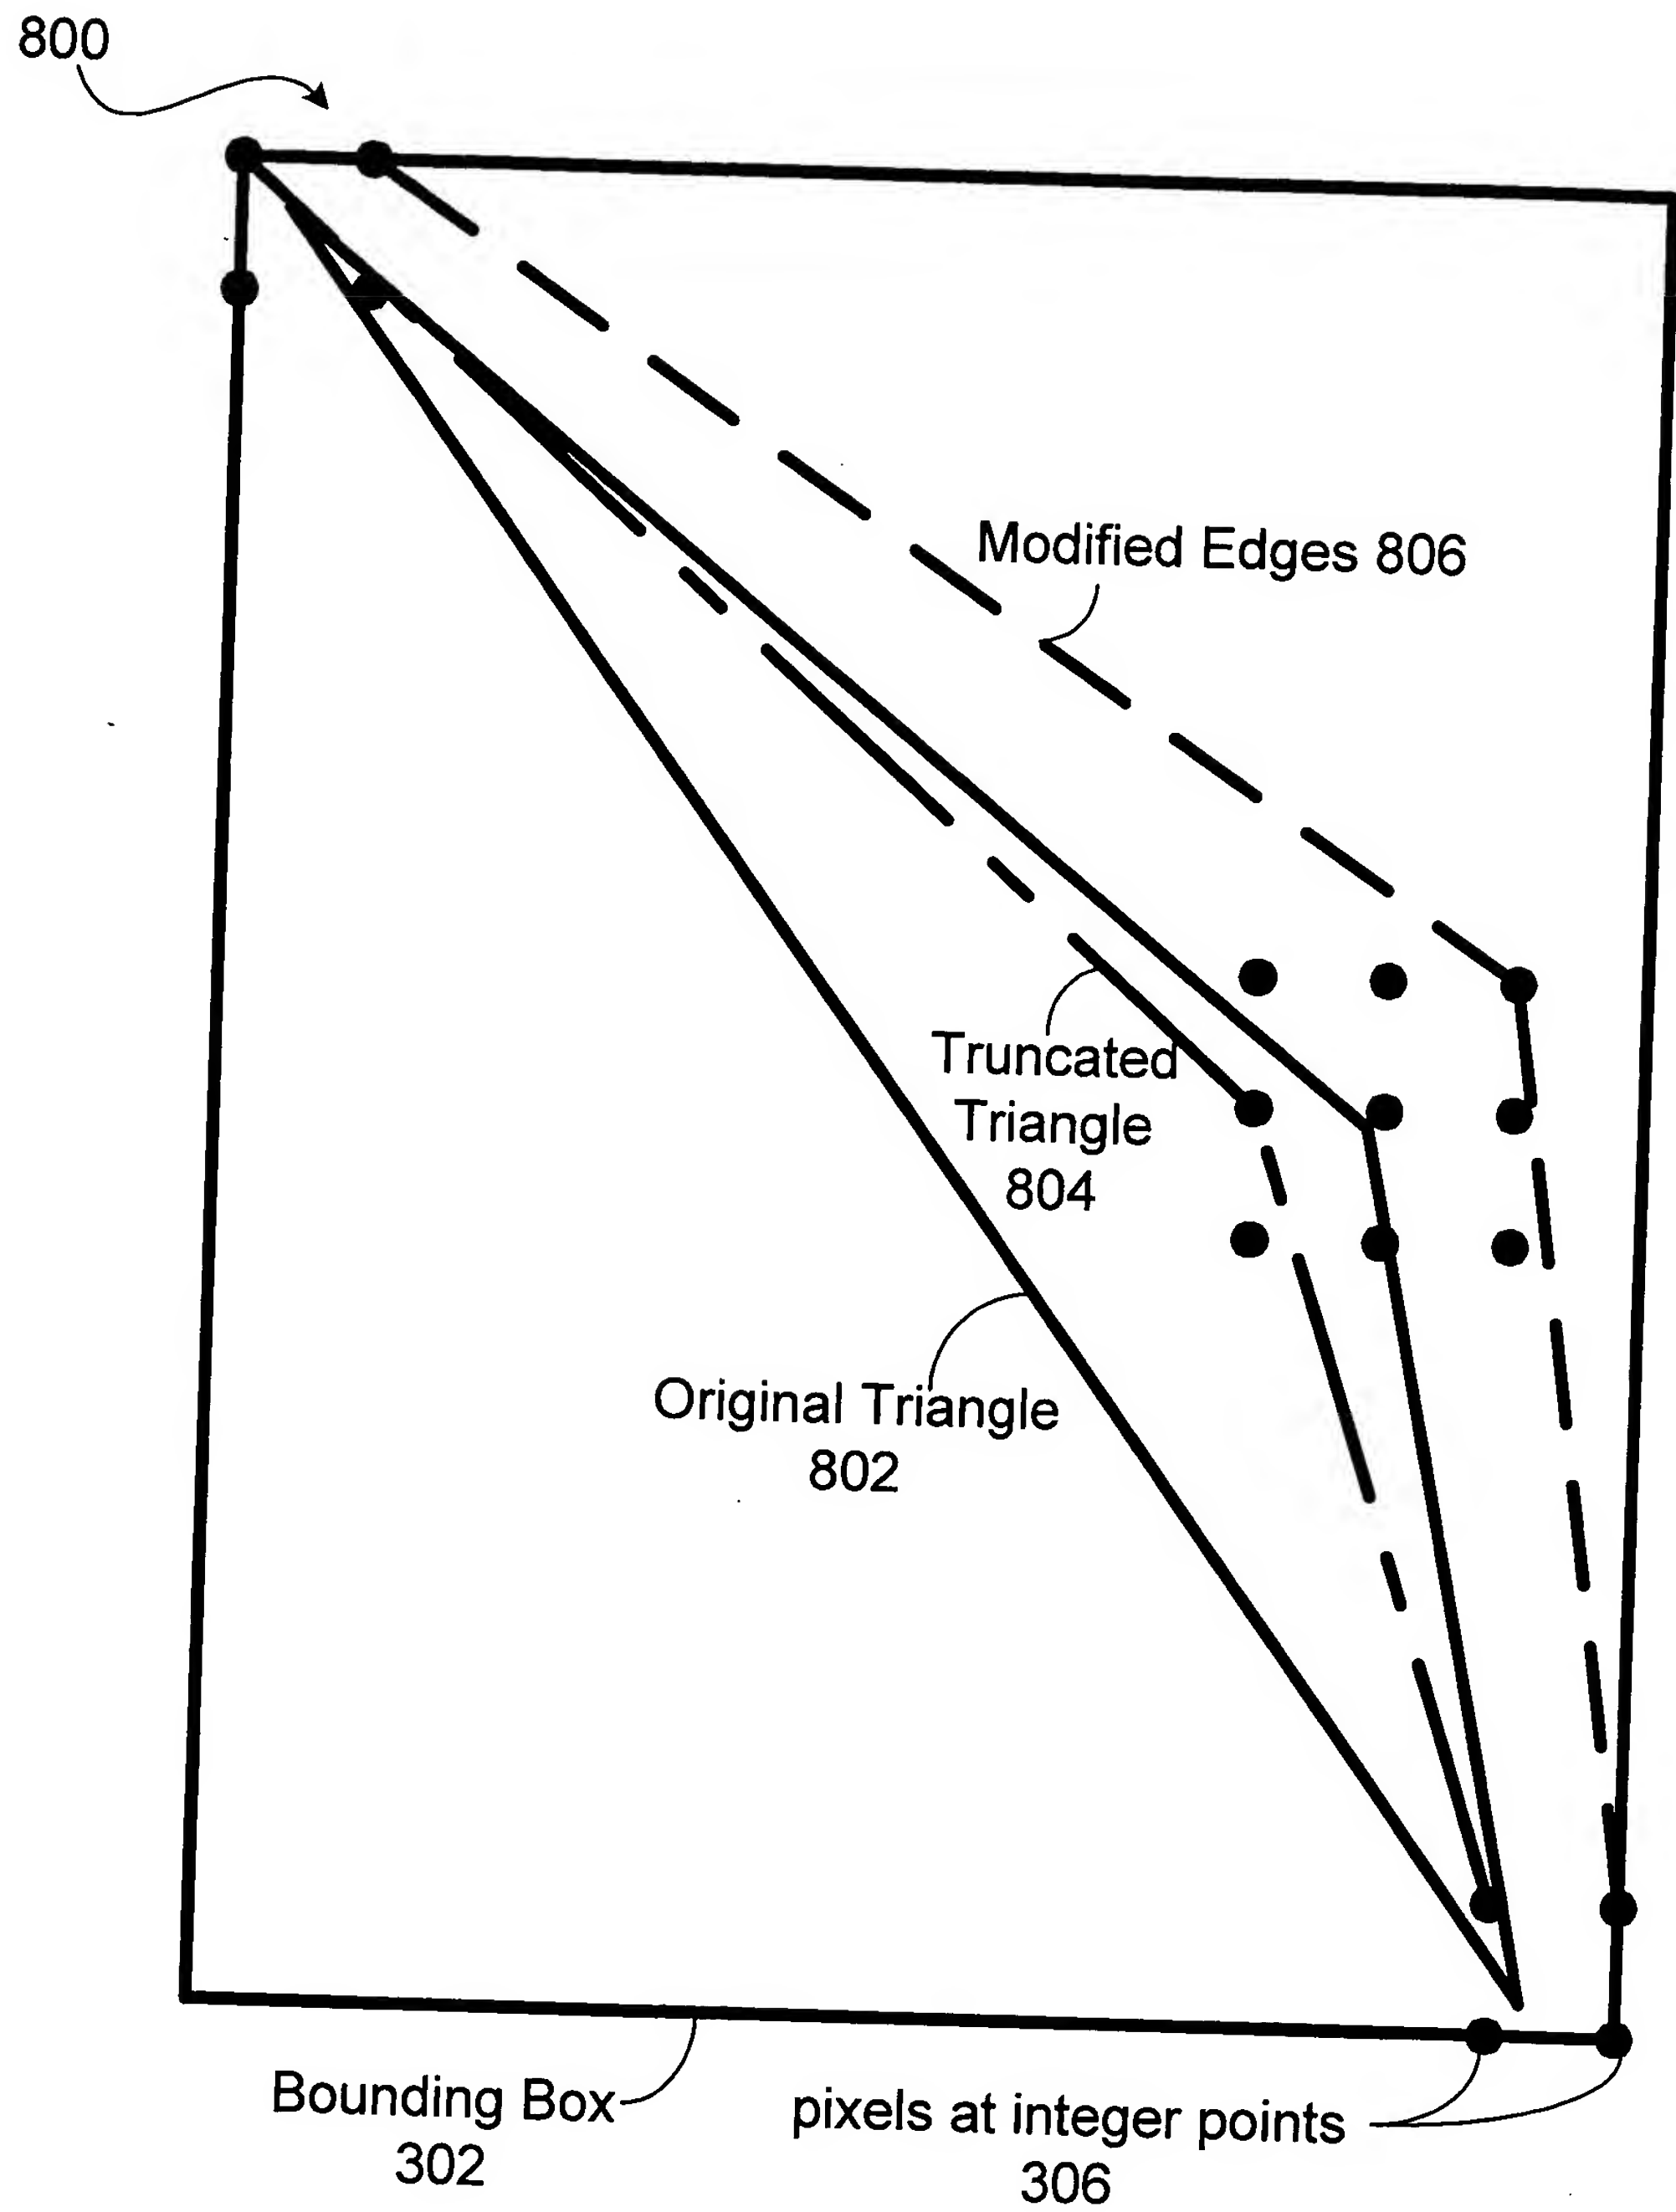 800
Modified Edges 806
Truncated
Triangle
804
Original Triangle
802
Bounding Box
302
pixels at integer points
306